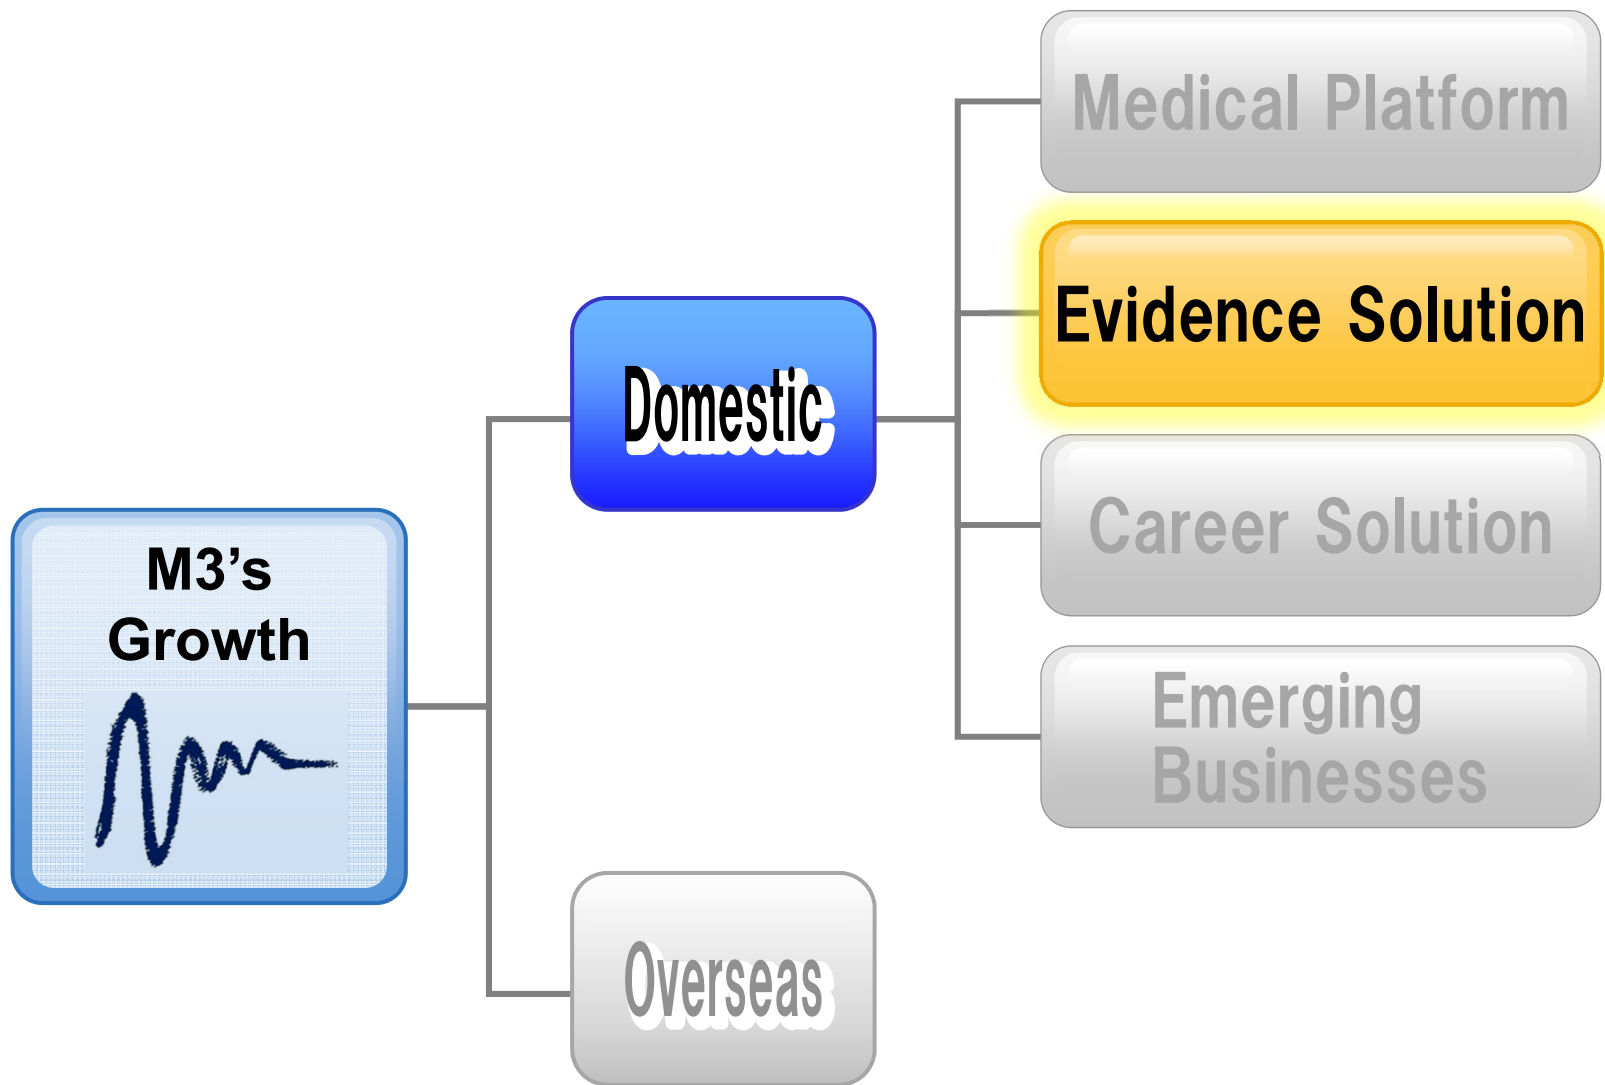 M3’s
Growth
Domestic
Overseas
Medical Platform
Evidence Solution
Career Solution
Emerging
Businesses